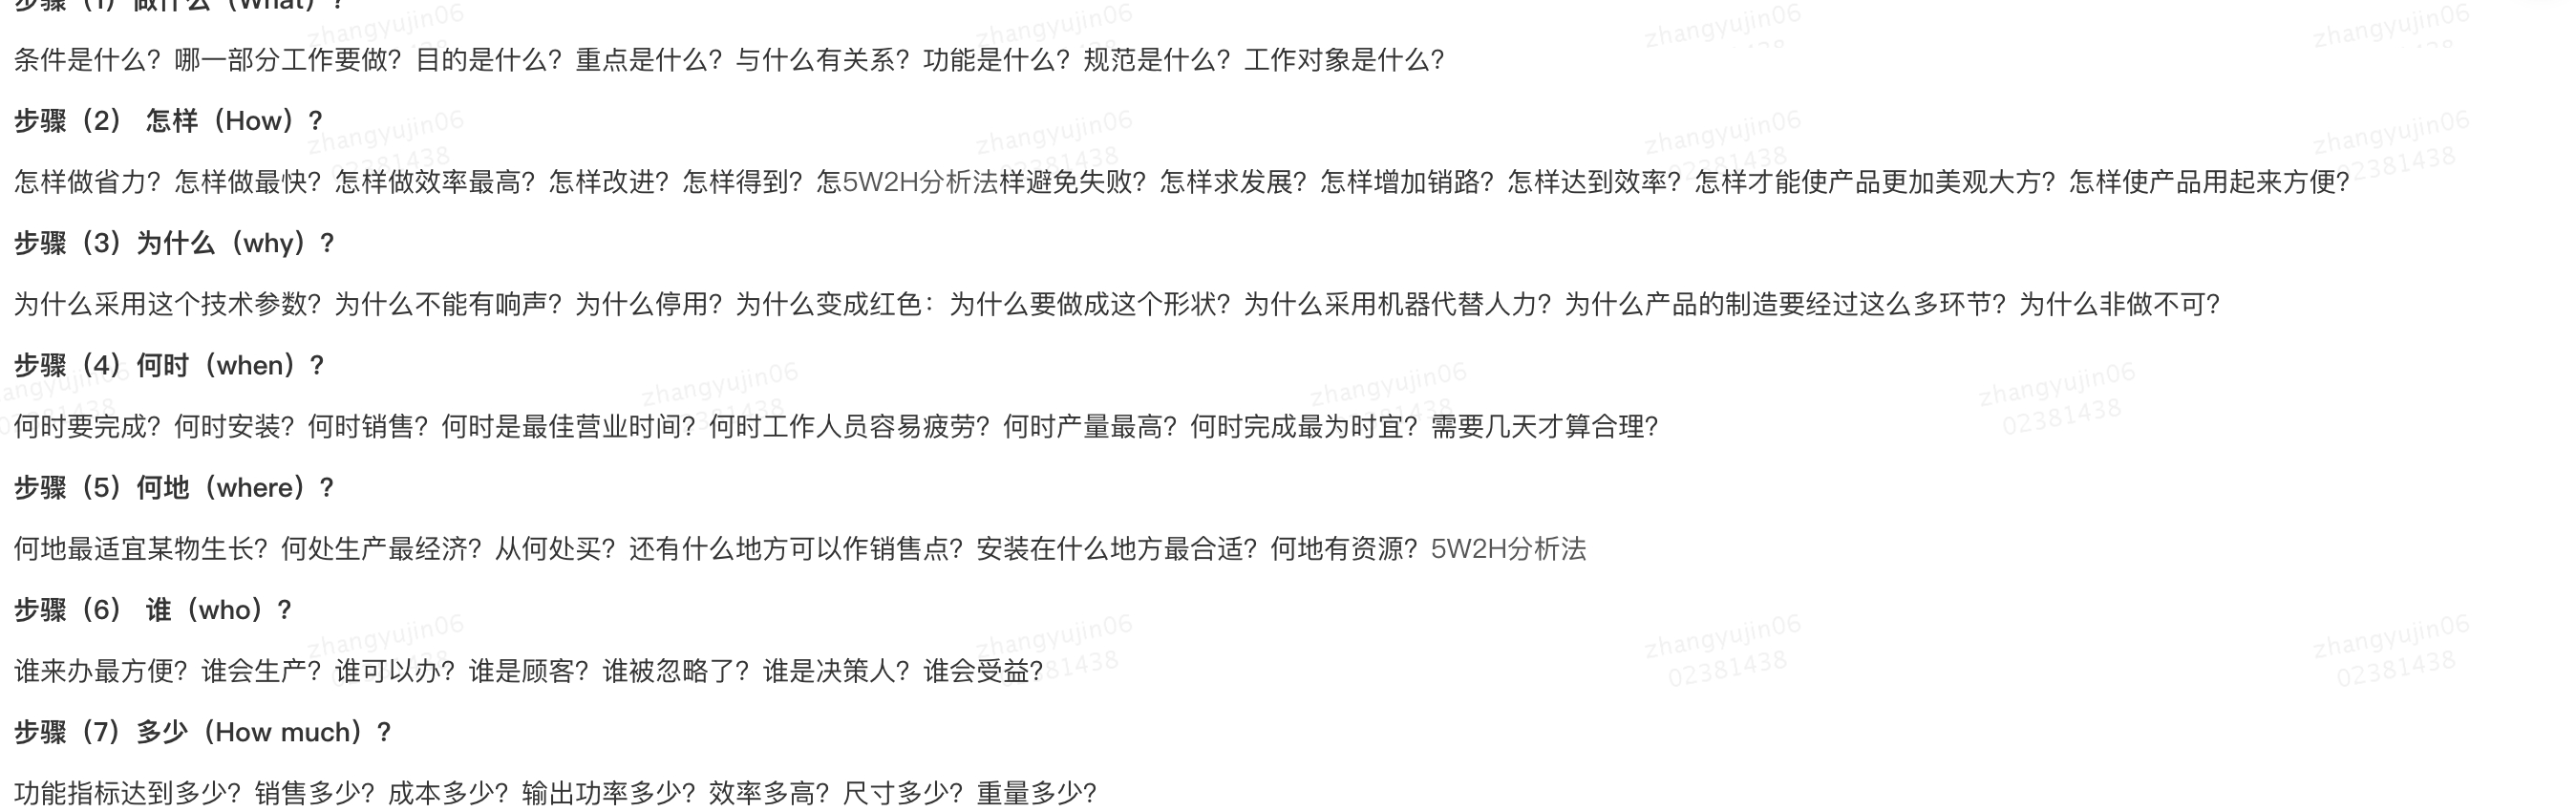 步骤（1）做什么（What）?
条件是什么？哪一部分工作要做？目的是什么？重点是什么？与什么有关系？功能是什么？规范是什么？工作对象是什么？
步骤（2） 怎样（How）？
怎样做省力？怎样做最快？怎样做效率最高？怎样改进？怎样得到？怎5W2H分析法样避免失败？怎样求发展？怎样增加销路？怎样达到效率？怎样才能使产品更加美观大方？怎样使产品用起来方便？
步骤（3）为什么（why）？
为什么采用这个技术参数？为什么不能有响声？为什么停用？为什么变成红色：为什么要做成这个形状？为什么采用机器代替人力？为什么产品的制造要经过这么多环节？为什么非做不可？
步骤（4）何时（when）？
何时要完成？何时安装？何时销售？何时是最佳营业时间？何时工作人员容易疲劳？何时产量最高？何时完成最为时宜？需要几天才算合理？
步骤（5）何地（where）？
何地最适宜某物生长？何处生产最经济？从何处买？还有什么地方可以作销售点？安装在什么地方最合适？何地有资源？5W2H分析法
步骤（6） 谁（who）？
谁来办最方便？谁会生产？谁可以办？谁是顾客？谁被忽略了？谁是决策人？谁会受益？
步骤（7）多少（How much）？
功能指标达到多少？销售多少？成本多少？输出功率多少？效率多高？尺寸多少？重量多少？
zhangyujin06
02381438